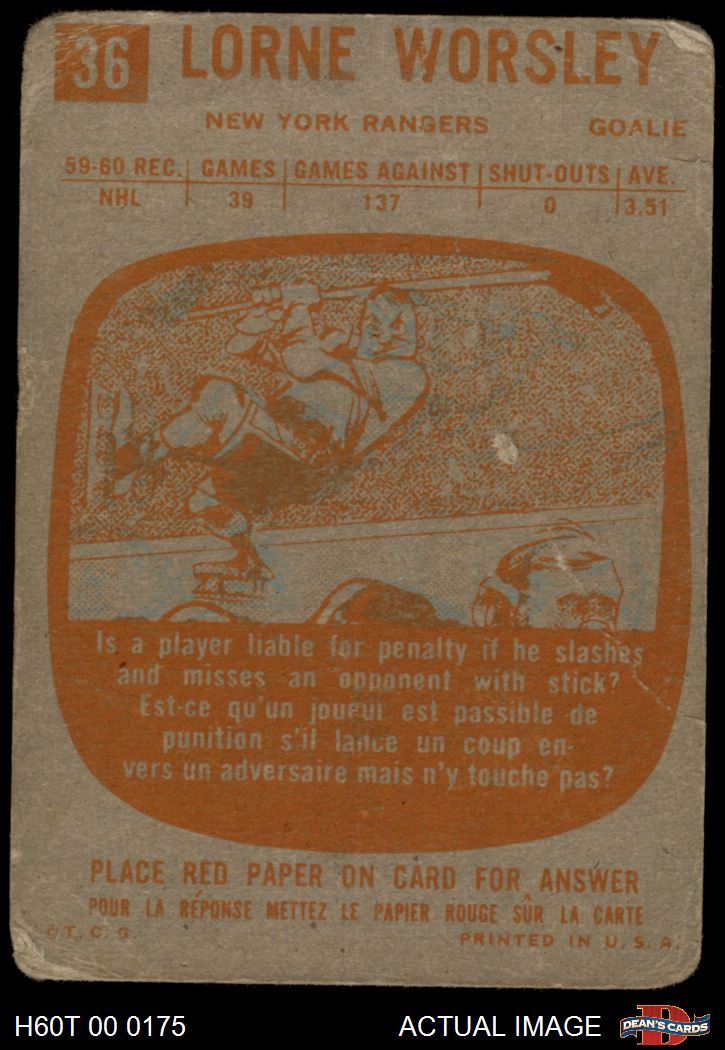 36 LORNE WORSLEY
NEW YORK RANGERS GOALIE
59-60 REC. GAMES GAMES AGAINST SHUT-OUTS AVE.
NHL 39 137 0 3.51
Is a player liable for penalty if he slashes
and misses an opponent with stick?
Est-ce qu'un joueur est passible de
punition s'il lance un coup en-
vers un adversaire mais n'y touche pas?
PLACE RED PAPER ON CARD FOR ANSWER
POUR LA RÉPONSE METTEZ LE PAPIER ROUGE SÛR LA CARTE
©T. C. G. PRINTED IN U. S. A.
H60T 00 0175 ACTUAL IMAGE D DEAN'S CARDS